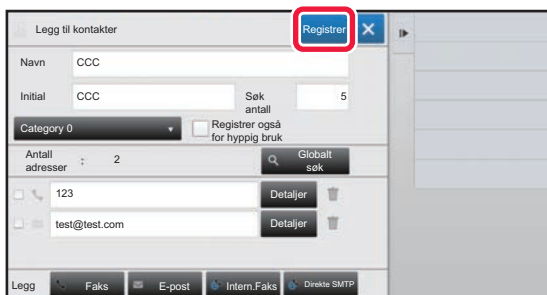 Legg til kontakter Registrer
Navn CCC
Initial CCC Søk antall 5
Category 0 Registrer også for hyppig bruk
Antall adresser : 2 Globalt søk
123 Detaljer
test@test.com Detaljer
Legg Faks E-post Intern.Faks Direkte SMTP